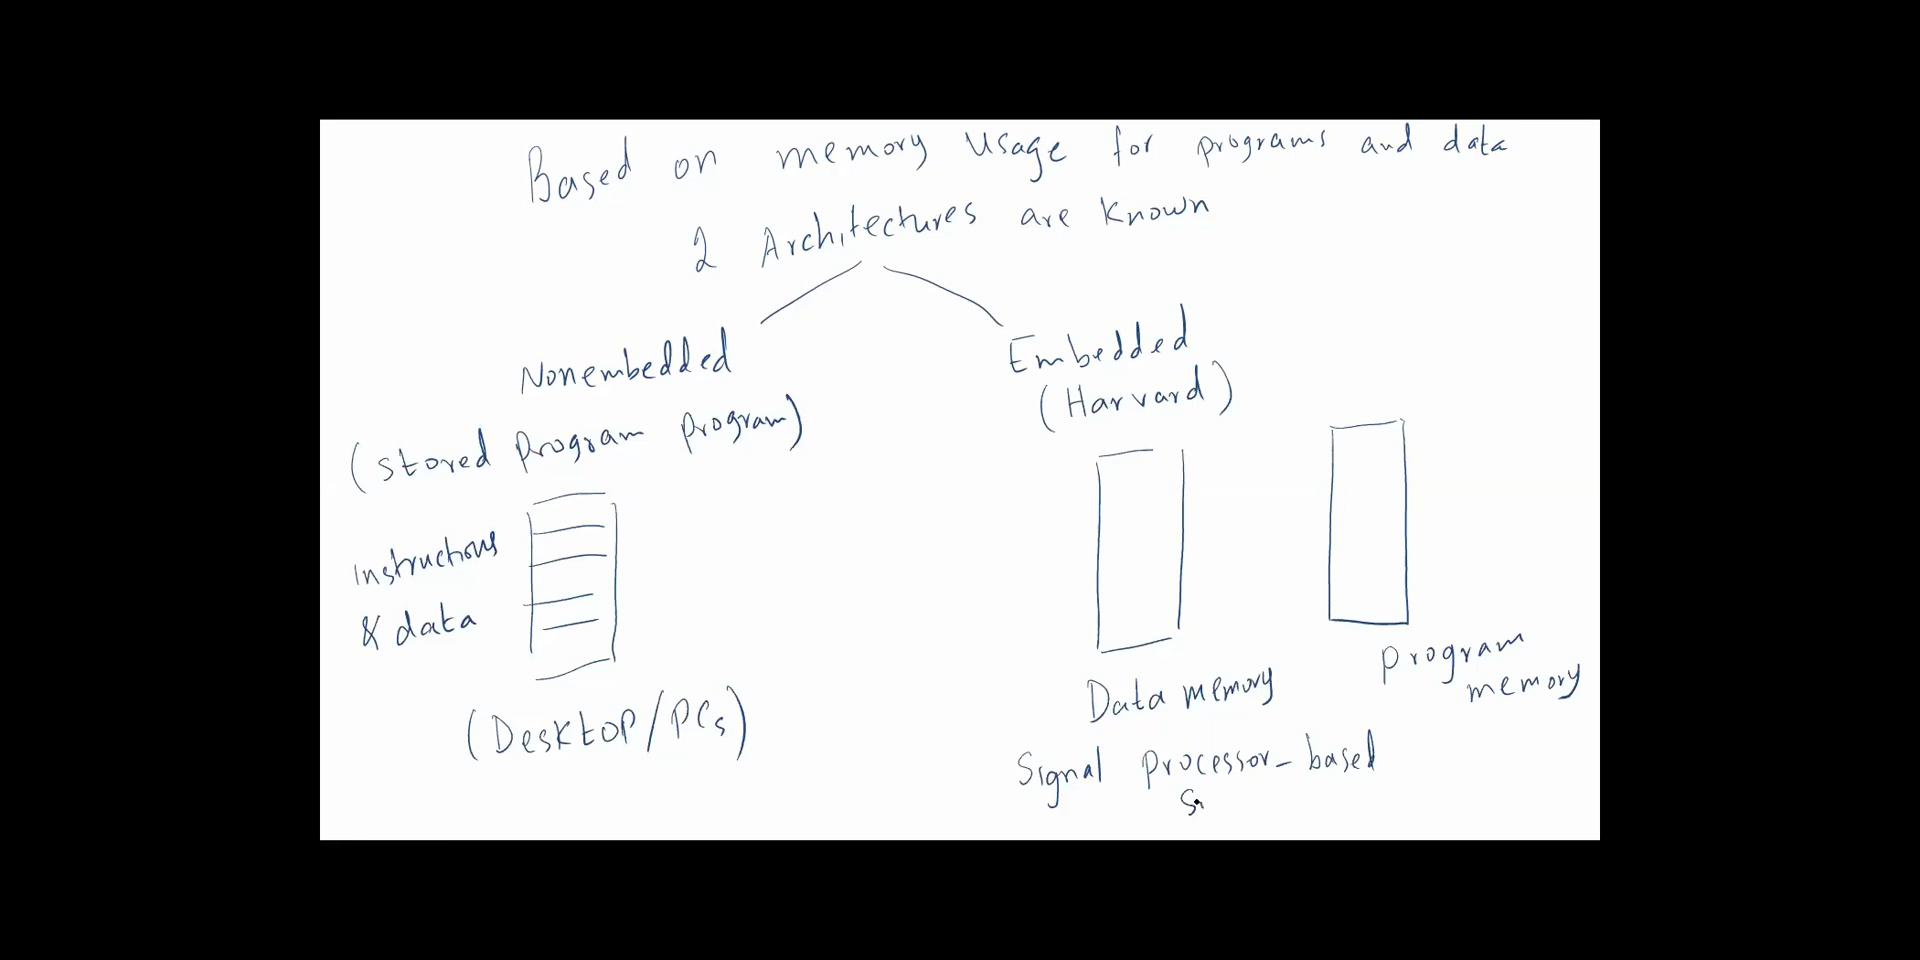 Based on memory usage for programs and data
2 Architectures are known
Nonembedded
(stored program program)
Instructions
& data
(Desktop/PCs)
Embedded
(Harvard)
Data memory
program
memory
Signal processor-based
S